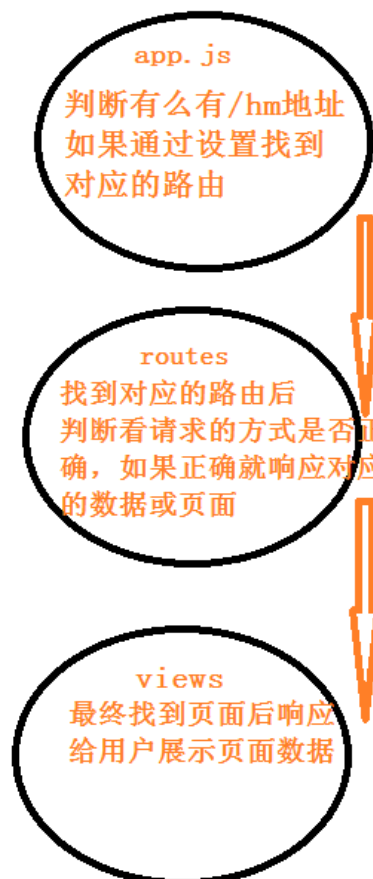 app.js
判断有么有/hm地址
如果通过设置找到
对应的路由
routes
找到对应的路由后
判断看请求的方式是否正
确，如果正确就响应对应
的数据或页面
views
最终找到页面后响应
给用户展示页面数据